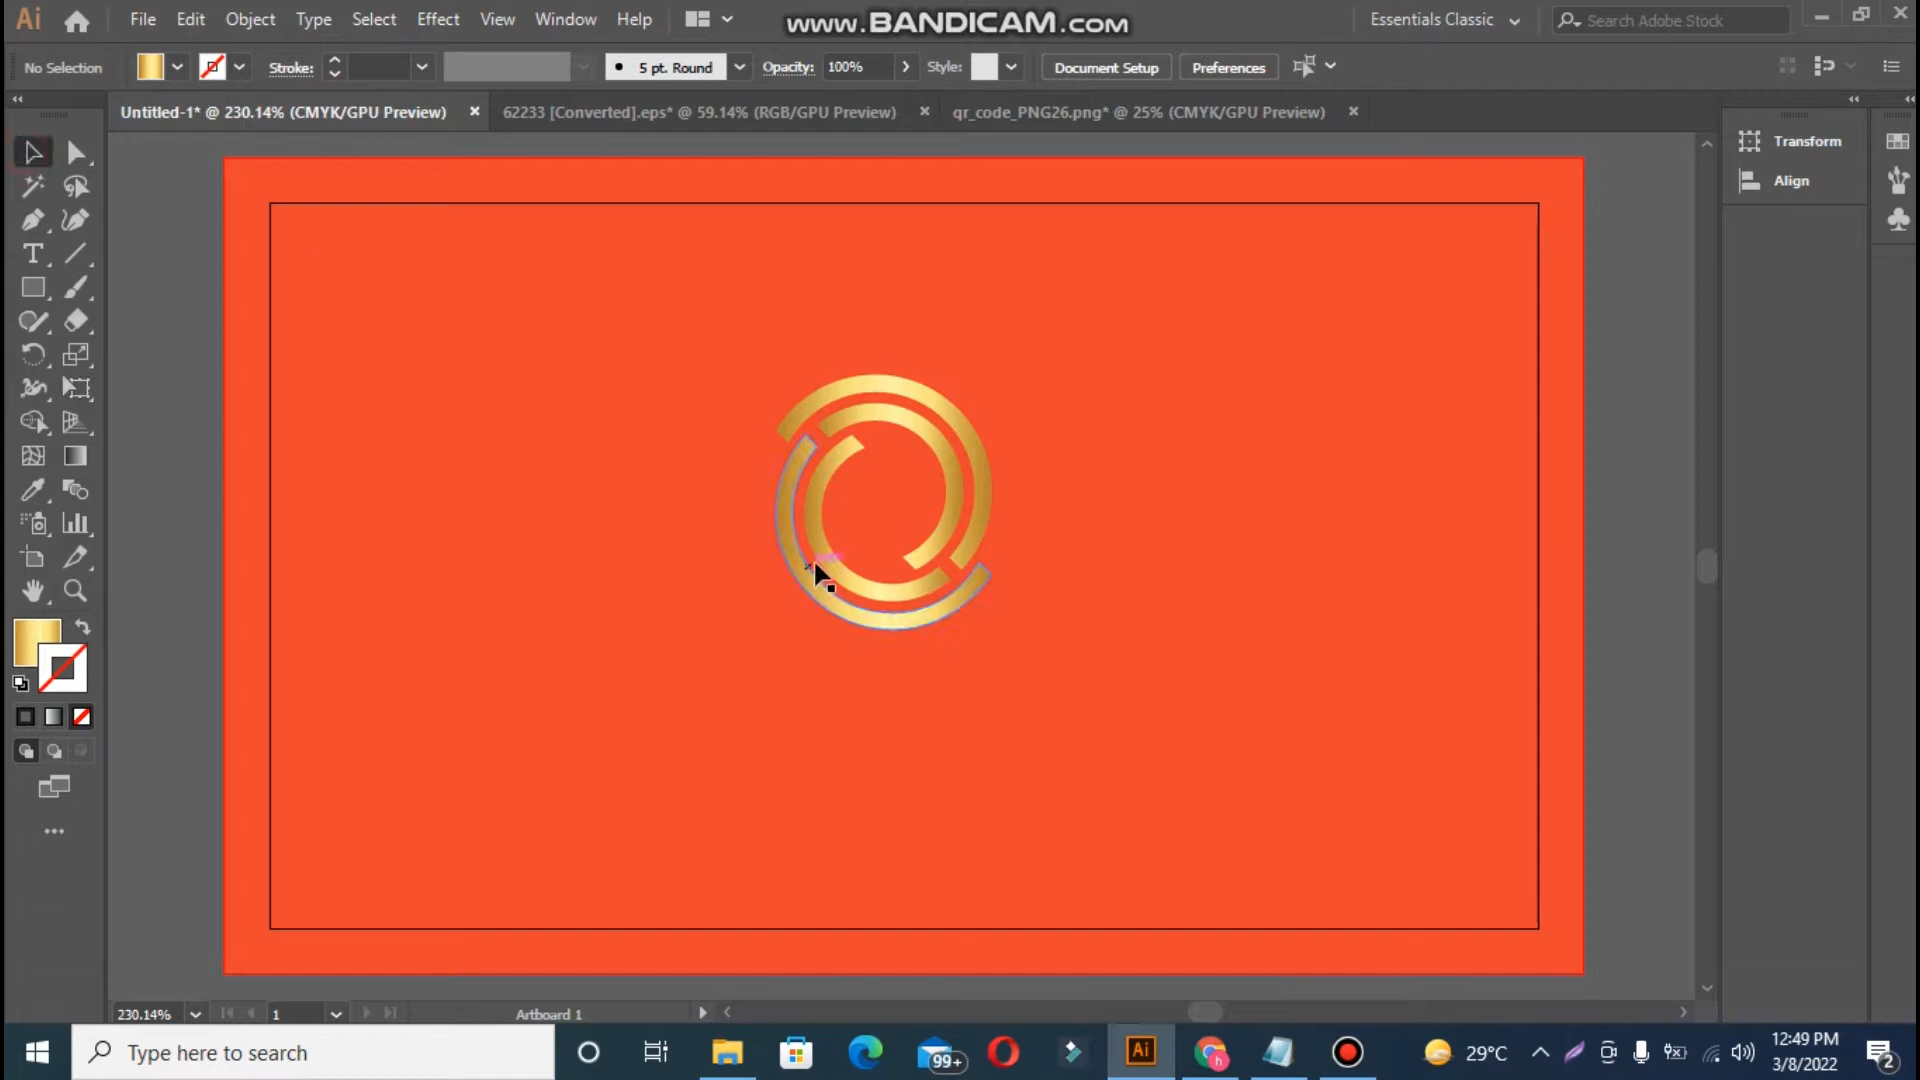 Ai File Edit Object Type Select Effect View Window Help www.BANDICAM.com Essentials Classic Search Adobe Stock
No Selection Stroke: 5 pt. Round Opacity: 100% Style: Document Setup Preferences
Untitled-1* @ 230.14% (CMYK/GPU Preview) 62233 [Converted].eps* @ 59.14% (RGB/GPU Preview) qr_code_PNG26.png* @ 25% (CMYK/GPU Preview)
Transform
Align
230.14% 1 Artboard 1
Type here to search 99+ Ai h 29°C 12:49 PM
3/8/2022 2